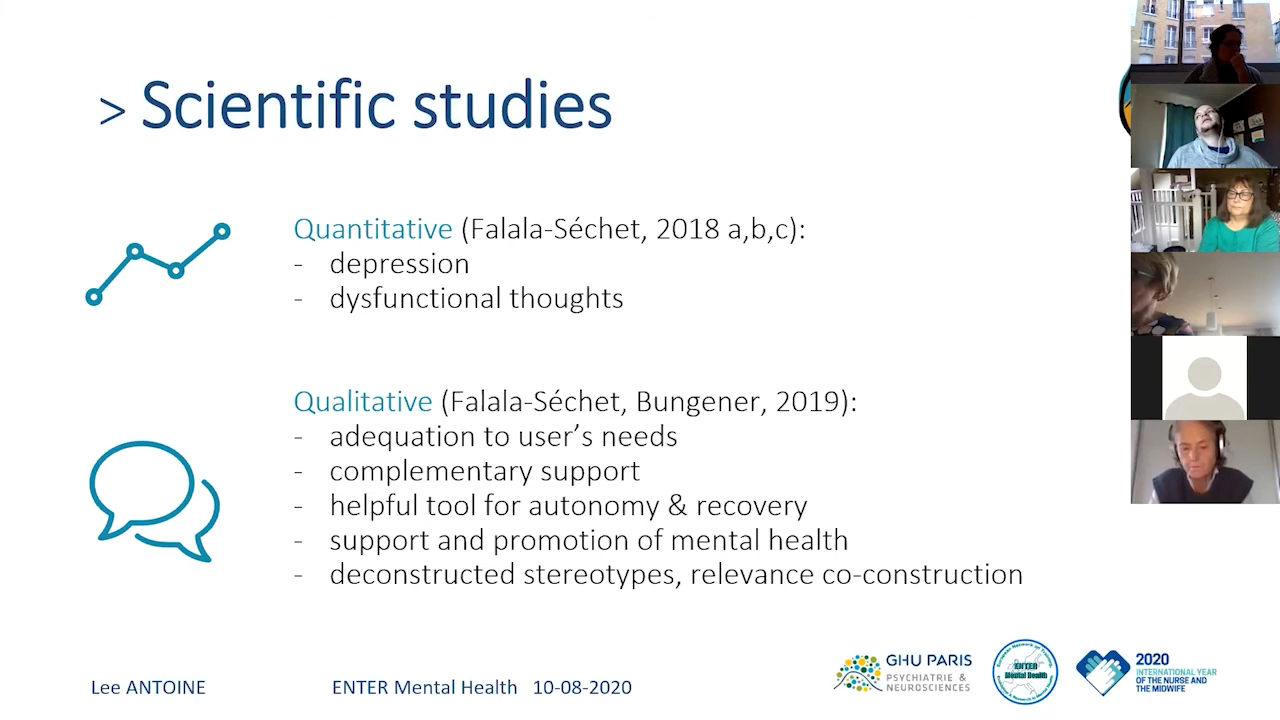 > Scientific studies
Quantitative (Falala-Séchet, 2018 a,b,c):
- depression
- dysfunctional thoughts
Qualitative (Falala-Séchet, Bungener, 2019):
- adequation to user’s needs
- complementary support
- helpful tool for autonomy & recovery
- support and promotion of mental health
- deconstructed stereotypes, relevance co-construction
Lee ANTOINE
ENTER Mental Health 10-08-2020
GHU PARIS
PSYCHIATRIE &
NEUROSCIENCES
ENTER
Mental Health
2020
INTERNATIONAL YEAR
OF THE NURSE AND
THE MIDWIFE